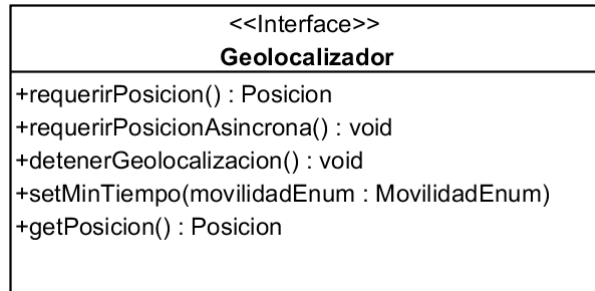 <<Interface>>
Geolocalizador
+requerirPosicion() : Posicion
+requerirPosicionAsincrona() : void
+detenerGeolocalizacion() : void
+setMinTiempo(movilidadEnum : MovilidadEnum)
+getPosicion() : Posicion